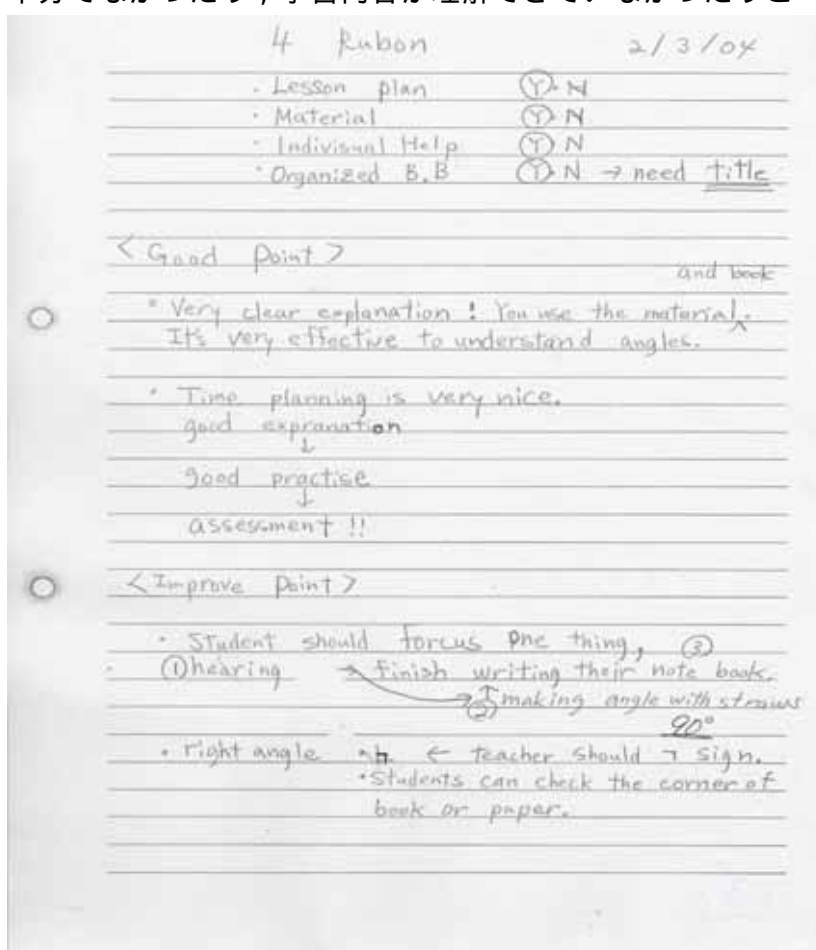 4 Rubon 2/3/04
・Lesson plan Ⓨ・N
・Material Ⓨ・N
・Indivisual Help Ⓨ N
・Organized B.B Ⓨ・N → need title
<Good Point>
and book
・Very clear explanation! You use the material^.
It's very effective to understand angles.
・Time planning is very nice.
good expranation
↓
good practise
↓
assessment !!
<Improve Point>
・Student should forcus one thing, ③
①hearing → finish writing their note book.
② ↑ making angle with straws
90°
・right angle ← teacher should ㄱ sign.
・Students can check the corner of
book or paper.